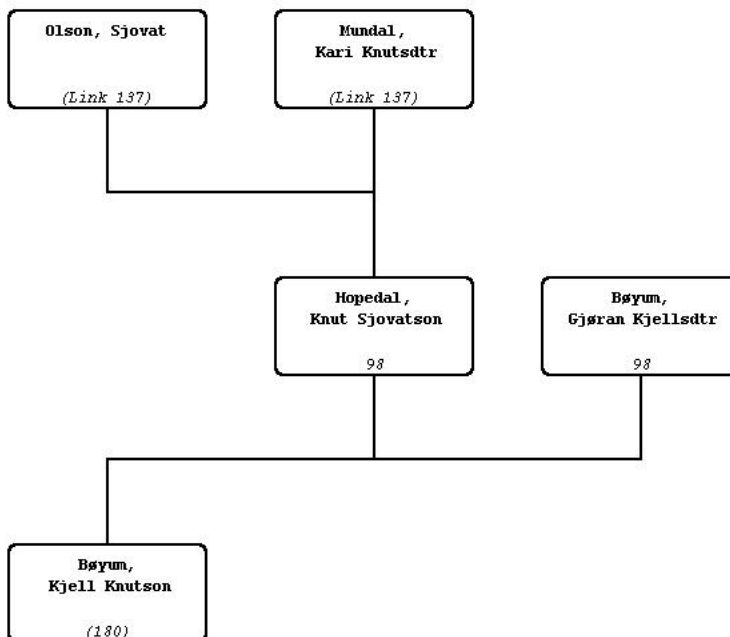 Olson, Sjovat
(Link 137)
Mundal,
Kari Knutsdtr
(Link 137)
Hopedal,
Knut Sjovatson
98
Bøyum,
Gjøran Kjellsdtr
98
Bøyum,
Kjell Knutson
(180)